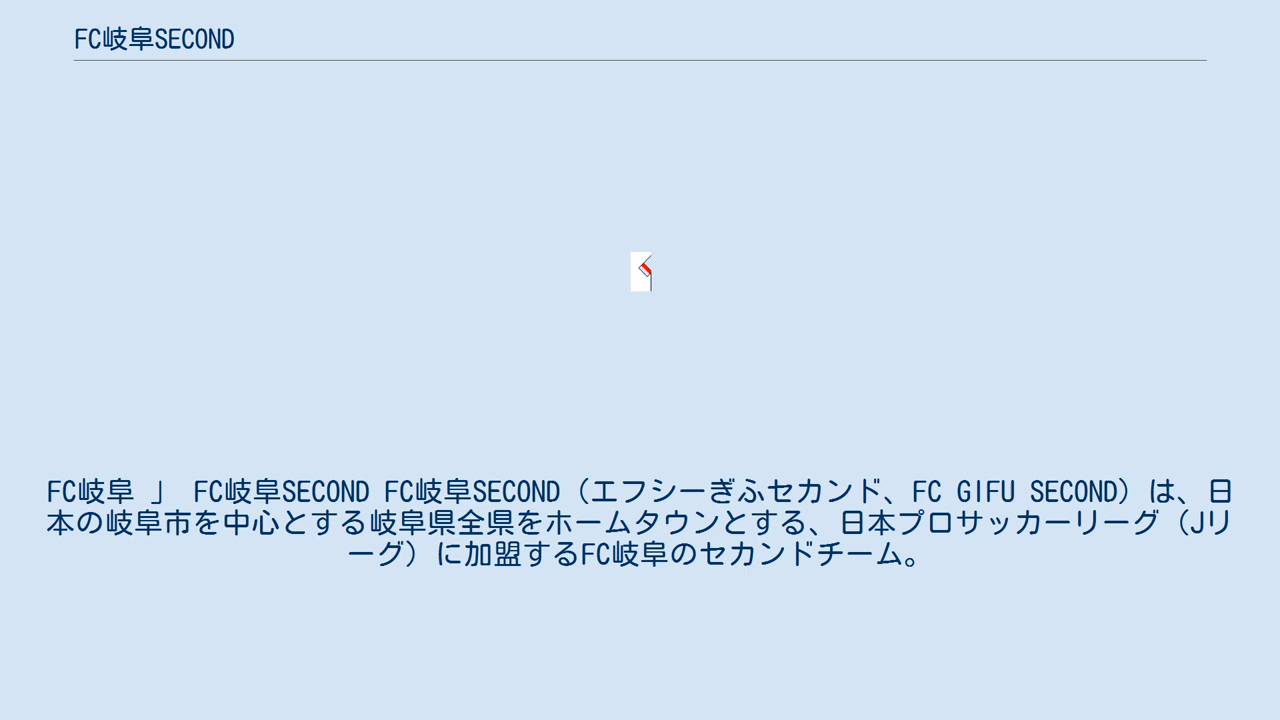 FC岐阜SECOND
FC岐阜 」 FC岐阜SECOND FC岐阜SECOND（エフシーぎふセカンド、FC GIFU SECOND）は、日
本の岐阜市を中心とする岐阜県全県をホームタウンとする、日本プロサッカーリーグ（Jリ
ーグ）に加盟するFC岐阜のセカンドチーム。